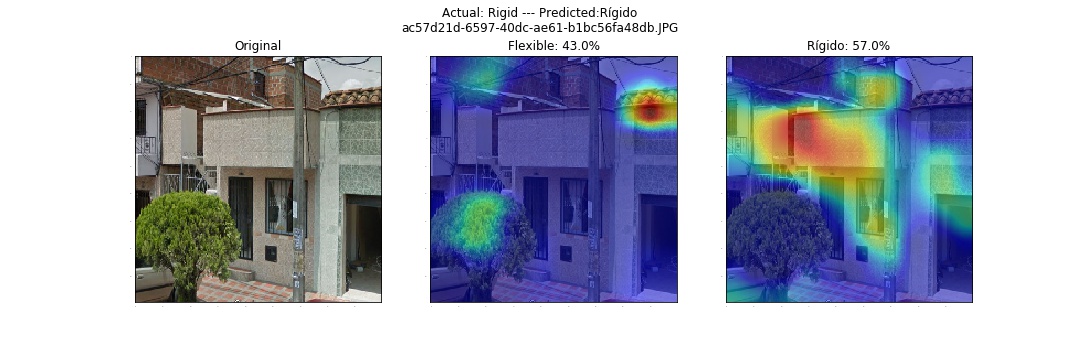 Actual: Rigid --- Predicted:Rígido
ac57d21d-6597-40dc-ae61-b1bc56fa48db.JPG
Original
Flexible: 43.0%
Rígido: 57.0%